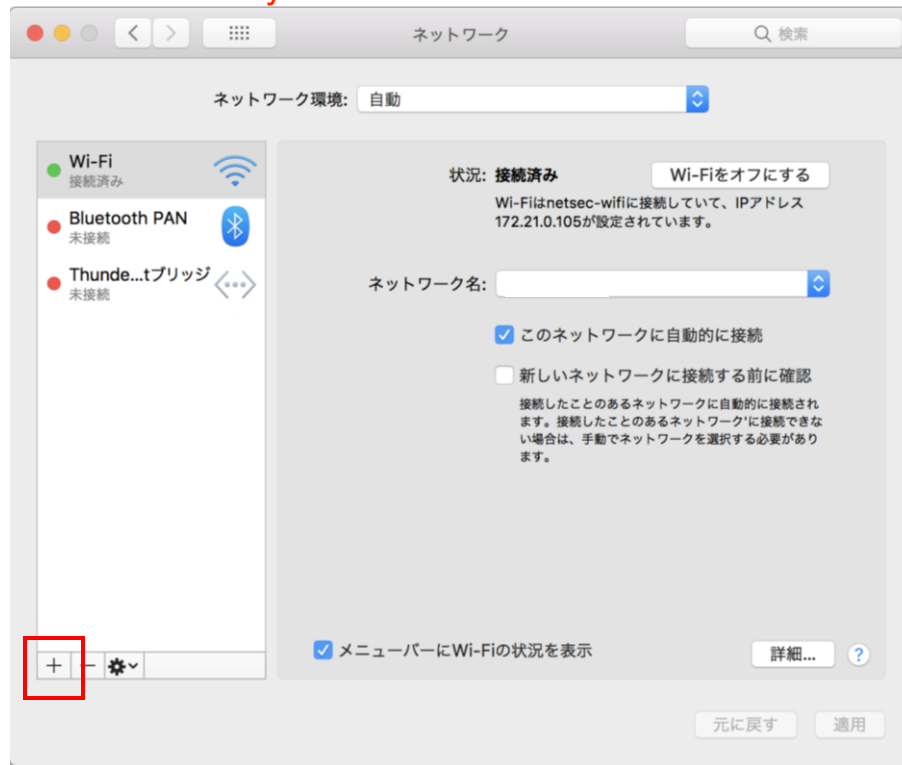 ネットワーク
検索
ネットワーク環境: 自動
Wi-Fi
接続済み
Bluetooth PAN
未接続
Thunde...tブリッジ
未接続
状況: 接続済み
Wi-Fiをオフにする
Wi-Fiはnetsec-wifiに接続していて、IPアドレス
172.21.0.105が設定されています。
ネットワーク名:
このネットワークに自動的に接続
新しいネットワークに接続する前に確認
接続したことのあるネットワークに自動的に接続され
ます。接続したことのあるネットワーク'に接続できな
い場合は、手動でネットワークを選択する必要があり
ます。
メニューバーにWi-Fiの状況を表示
詳細...
?
+ −
元に戻す
適用